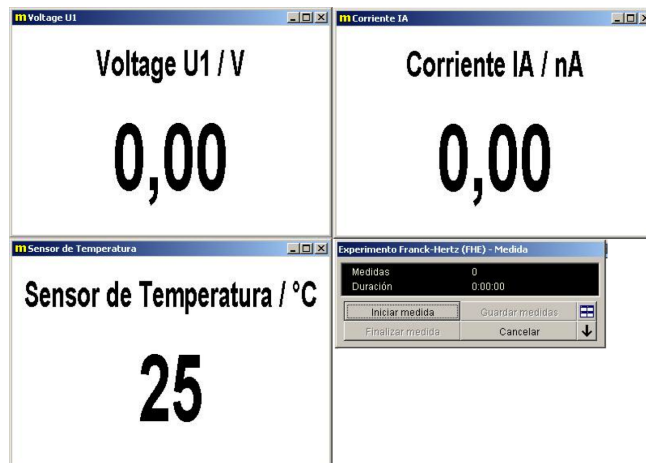 m Voltage U1
Voltage U1 / V
0,00
m Corriente IA
Corriente IA / nA
0,00
m Sensor de Temperatura
Sensor de Temperatura / °C
25
Experimento Franck-Hertz (FHE) - Medida
Medidas 0
Duración 0:00:00
Iniciar medida Guardar medidas
Finalizar medida Cancelar